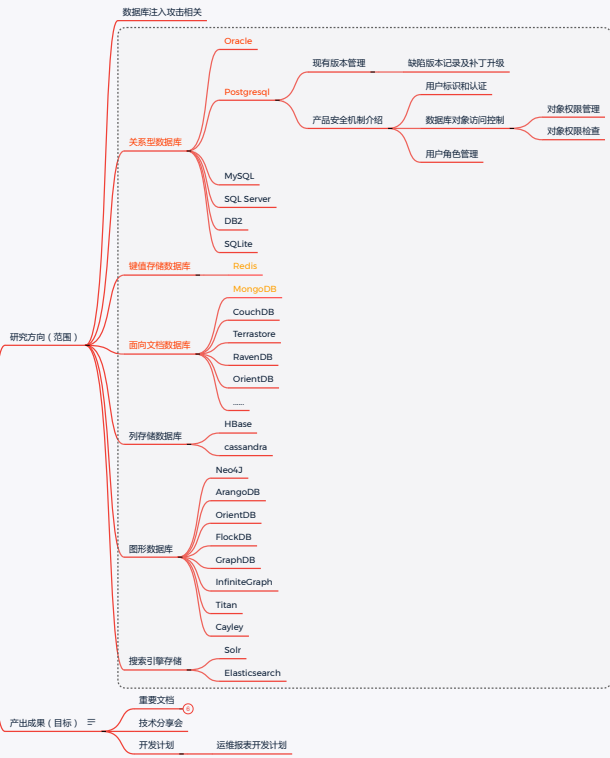 数据库注入攻击相关
Oracle
现有版本管理
缺陷版本记录及补丁升级
用户标识和认证
Postgresql
对象权限管理
产品安全机制介绍
数据库对象访问控制
对象权限检查
关系型数据库
用户角色管理
MySQL
SQL Server
DB2
SQLite
键值存储数据库
Redis
MongoDB
CouchDB
研究方向（范围）
Terrastore
面向文档数据库
RavenDB
OrientDB
......
HBase
列存储数据库
cassandra
Neo4J
ArangoDB
OrientDB
FlockDB
图形数据库
GraphDB
InfiniteGraph
Titan
Cayley
Solr
搜索引擎存储
Elasticsearch
重要文档
6
产出成果（目标）
技术分享会
开发计划
运维报表开发计划